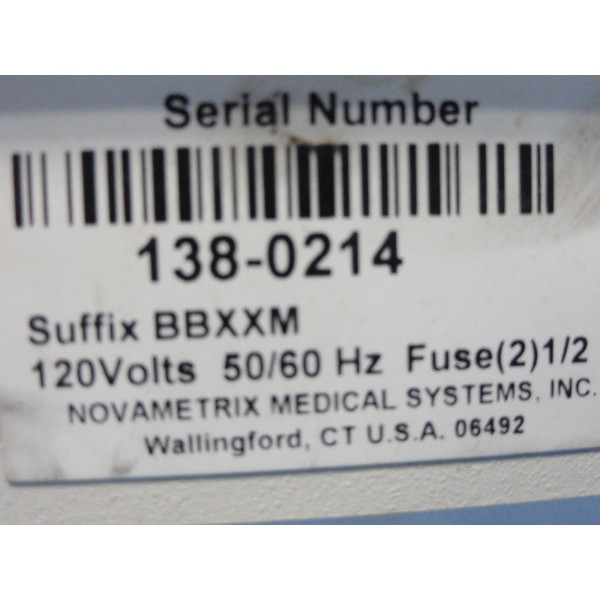 Serial Number
138-0214
Suffix BBXXM
120Volts 50/60 Hz Fuse(2)1/2
NOVAMETRIX MEDICAL SYSTEMS, INC.
Wallingford, CT U.S.A. 06492